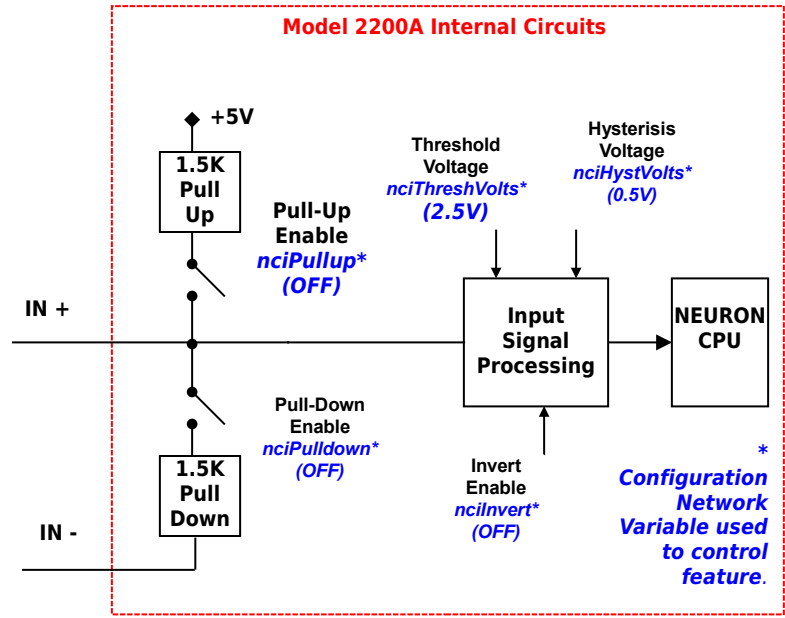 Model 2200A Internal Circuits
+5V
1.5K
Pull
Up
Pull-Up
Enable
nciPullup*
(OFF)
Threshold
Voltage
nciThreshVolts*
(2.5V)
Hysterisis
Voltage
nciHystVolts*
(0.5V)
IN +
Input
Signal
Processing
NEURON
CPU
Pull-Down
Enable
nciPulldown*
(OFF)
1.5K
Pull
Down
IN -
Invert
Enable
nciInvert*
(OFF)
*
Configuration
Network
Variable used
to control
feature.